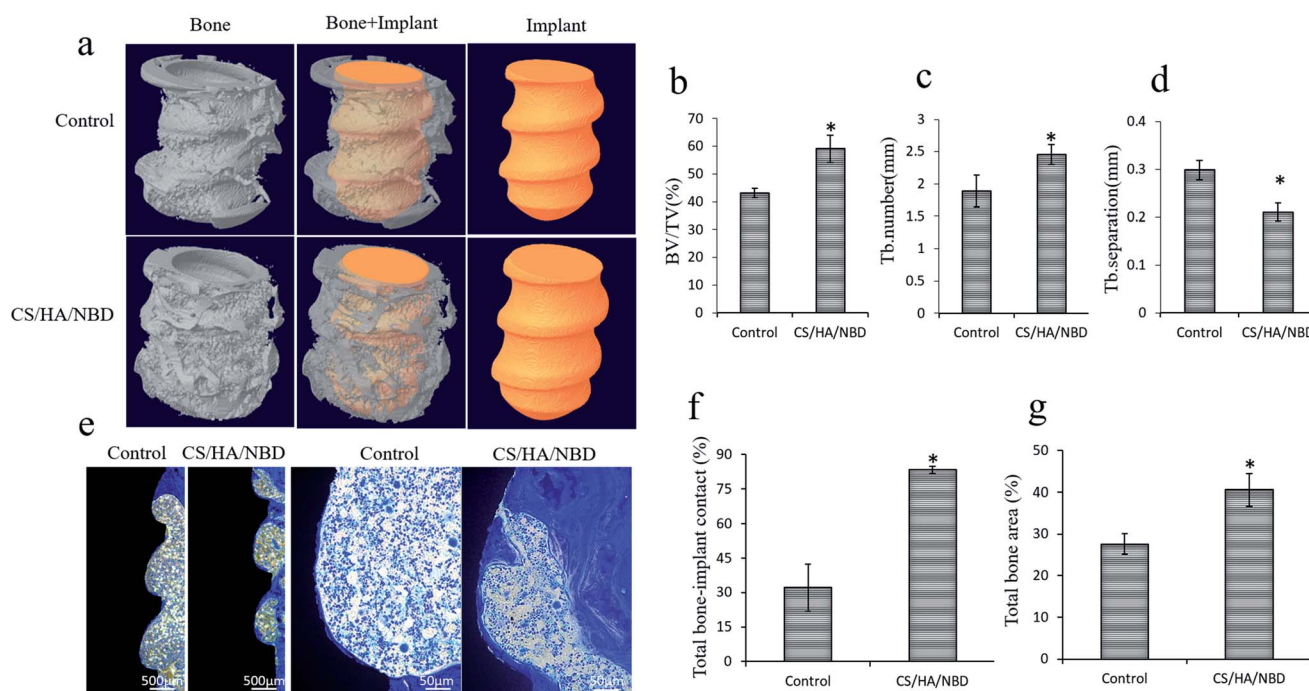 a
Bone
Bone+Implant
Implant
Control
CS/HA/NBD
b
BV/TV(%)
70
60
50
40
30
20
10
0
*
Control
CS/HA/NBD
c
Tb.number(mm)
3
2.5
2
1.5
1
0.5
0
*
Control
CS/HA/NBD
d
Tb.separation(mm)
0.4
0.3
0.2
0.1
0
*
Control
CS/HA/NBD
e
Control
CS/HA/NBD
Control
CS/HA/NBD
500μm
500μm
50μm
50μm
f
Total bone-implant contact (%)
90
75
60
45
30
15
0
*
Control
CS/HA/NBD
g
Total bone area (%)
50
40
30
20
10
0
*
Control
CS/HA/NBD